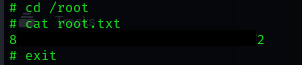 # cd /root
# cat root.txt
8 2
# exit